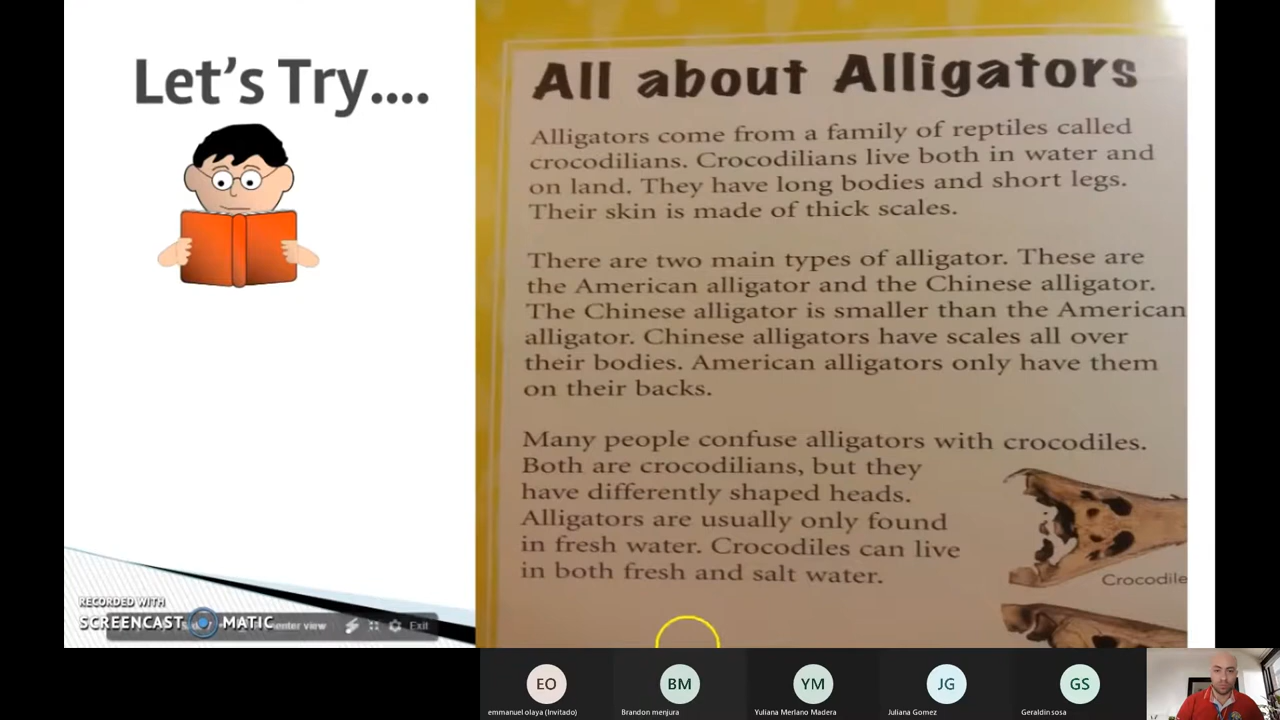 Let's Try....
All about Alligators
Alligators come from a family of reptiles called
crocodilians. Crocodilians live both in water and
on land. They have long bodies and short legs.
Their skin is made of thick scales.
There are two main types of alligator. These are
the American alligator and the Chinese alligator.
The Chinese alligator is smaller than the American
alligator. Chinese alligators have scales all over
their bodies. American alligators only have them
on their backs.
Many people confuse alligators with crocodiles.
Both are crocodilians, but they
have differently shaped heads.
Alligators are usually only found
in fresh water. Crocodiles can live
in both fresh and salt water.
Crocodile
RECORDED WITH
SCREENCAST MATIC
Exit
EO
BM
YM
JG
GS
emmanuel olaya (Invitado)
Brandon menjura
Yuliana Merlano Madera
Juliana Gomez
Geraldin sosa